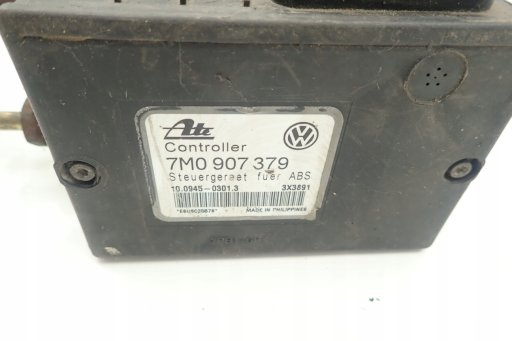 Ate
Controller
7M0 907 379
Steuergeraet fuer ABS
10.0945-0301.3 3X3891
MADE IN PHILIPPINES